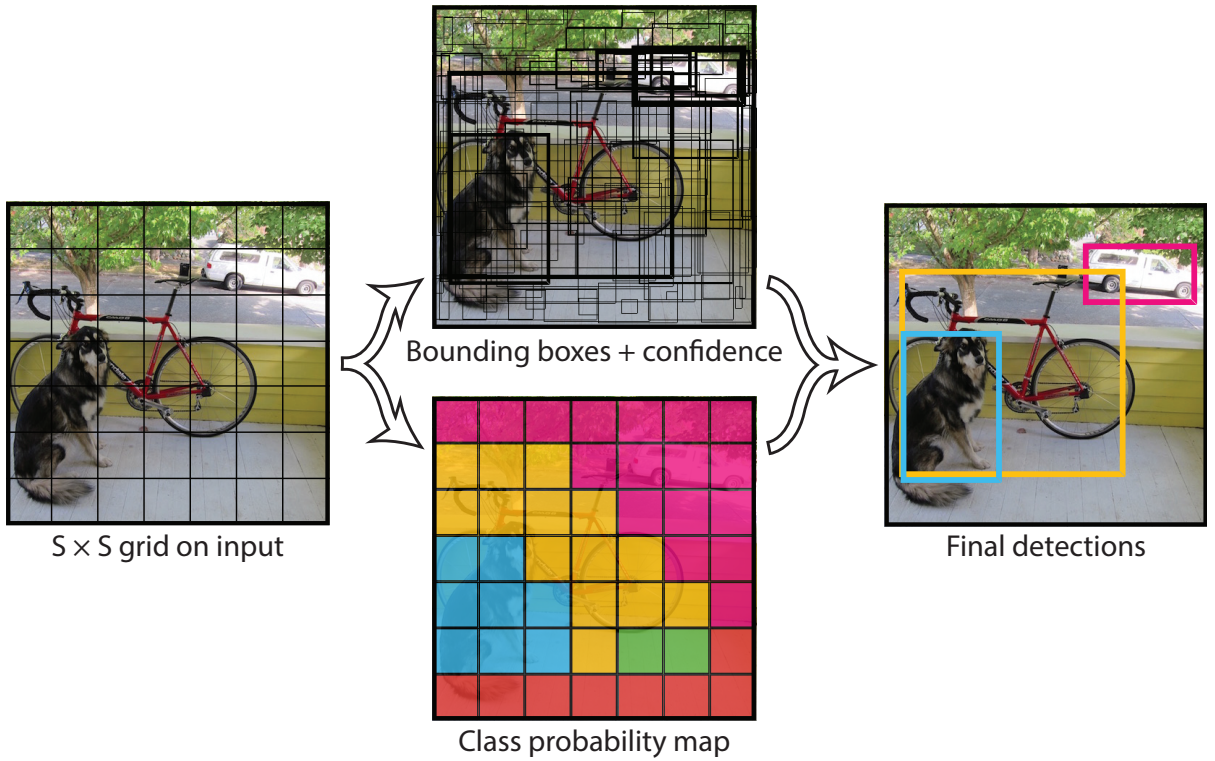 S × S grid on input
Bounding boxes + confidence
Class probability map
Final detections